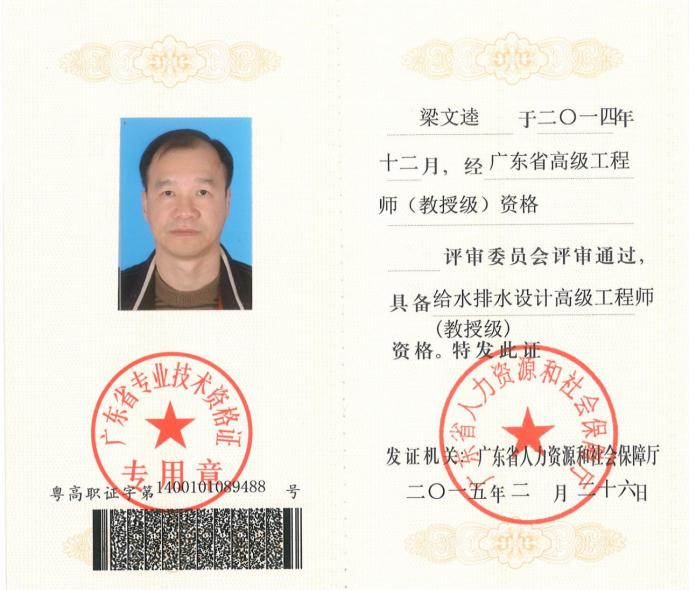 广东省专业技术资格证
专用章
粤高职证字第1400101089488号
梁文逵 于二〇一四年
十二月，经广东省高级工程
师（教授级）资格
评审委员会评审通过，
具备给水排水设计高级工程师
(教授级)
资格。特发此证
广东省人力资源和社会保障厅
发证机关：广东省人力资源和社会保障厅
二〇一五年二月二十六日